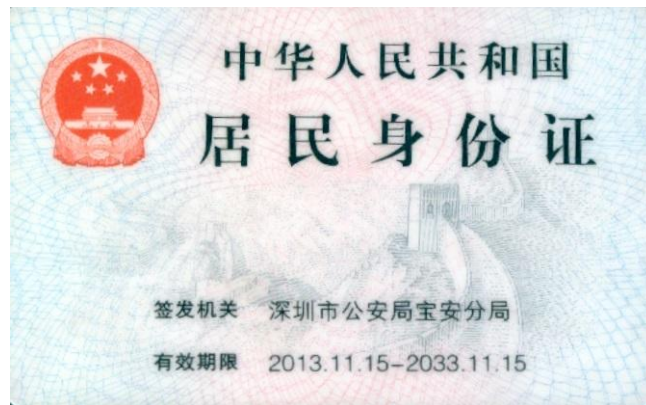 中华人民共和国
居民身份证
签发机关 深圳市公安局宝安分局
有效期限 2013.11.15-2033.11.15